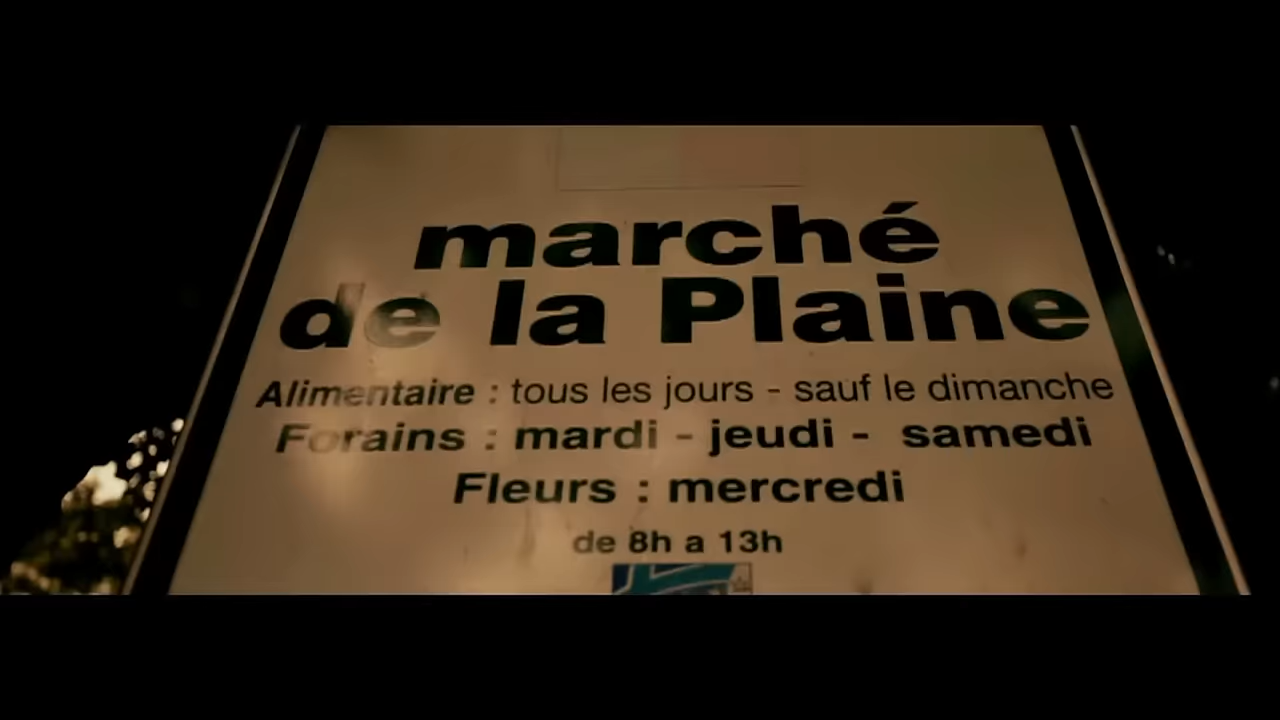 marché
de la Plaine
Alimentaire : tous les jours - sauf le dimanche
Forains : mardi - jeudi - samedi
Fleurs : mercredi
de 8h a 13h